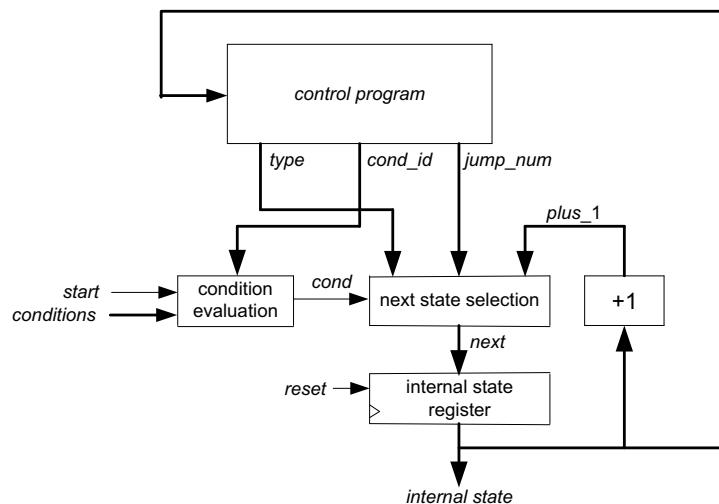 control program
type
cond_id
jump_num
plus_1
start
conditions
condition
evaluation
cond
next state selection
+1
next
reset
internal state
register
internal state